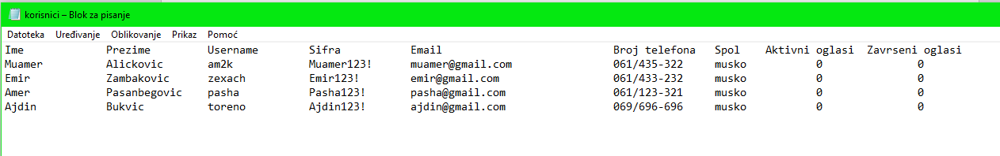 korisnici – Blok za pisanje
Datoteka Uređivanje Oblikovanje Prikaz Pomoć
Ime Prezime Username Sifra Email Broj telefona Spol Aktivni oglasi Zavrseni oglasi
Muamer Alickovic am2k Muamer123! muamer@gmail.com 061/435-322 musko 0 0
Emir Zambakovic zexach Emir123! emir@gmail.com 061/433-232 musko 0 0
Amer Pasanbegovic pasha Pasha123! pasha@gmail.com 061/123-321 musko 0 0
Ajdin Bukvic toreno Ajdin123! ajdin@gmail.com 069/696-696 musko 0 0